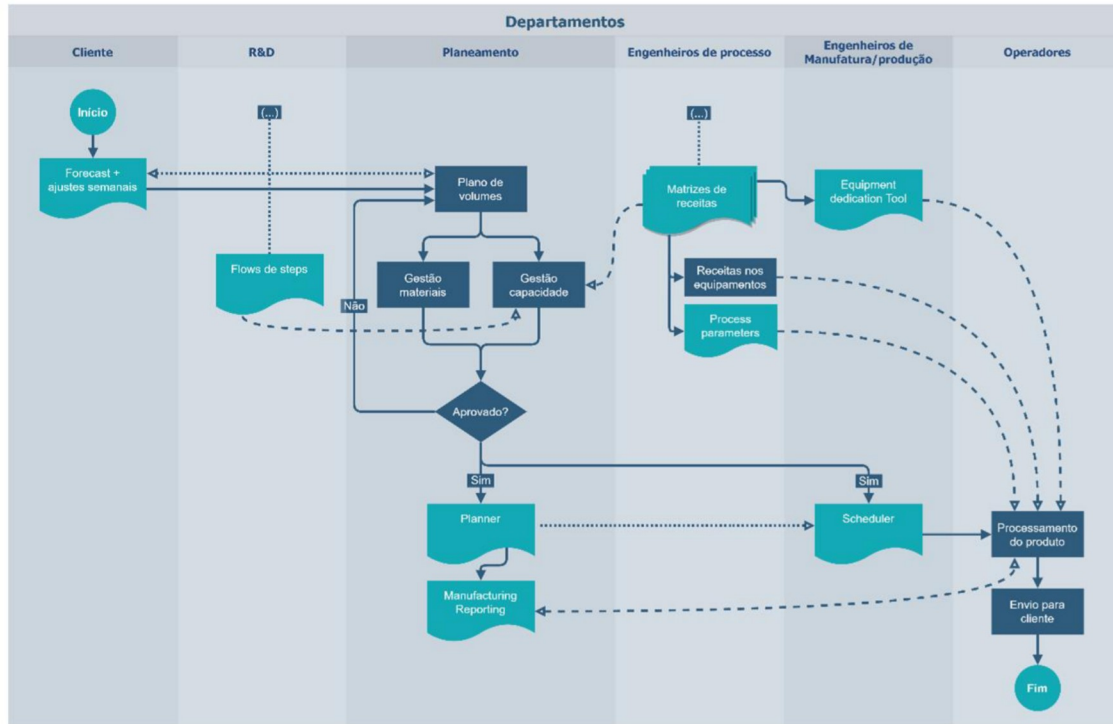 Departamentos
Cliente
R&D
Planeamento
Engenheiros de processo
Engenheiros de
Manufatura/produção
Operadores
Início
(...)
(...)
Forecast +
ajustes semanais
Plano de
volumes
Matrizes de
receitas
Equipment
dedication Tool
Flows de steps
Gestão
materiais
Gestão
capacidade
Receitas nos
equipamentos
Não
Process
parameters
Aprovado?
Sim
Sim
Planner
Scheduler
Processamento
do produto
Manufacturing
Reporting
Envio para
cliente
Fim